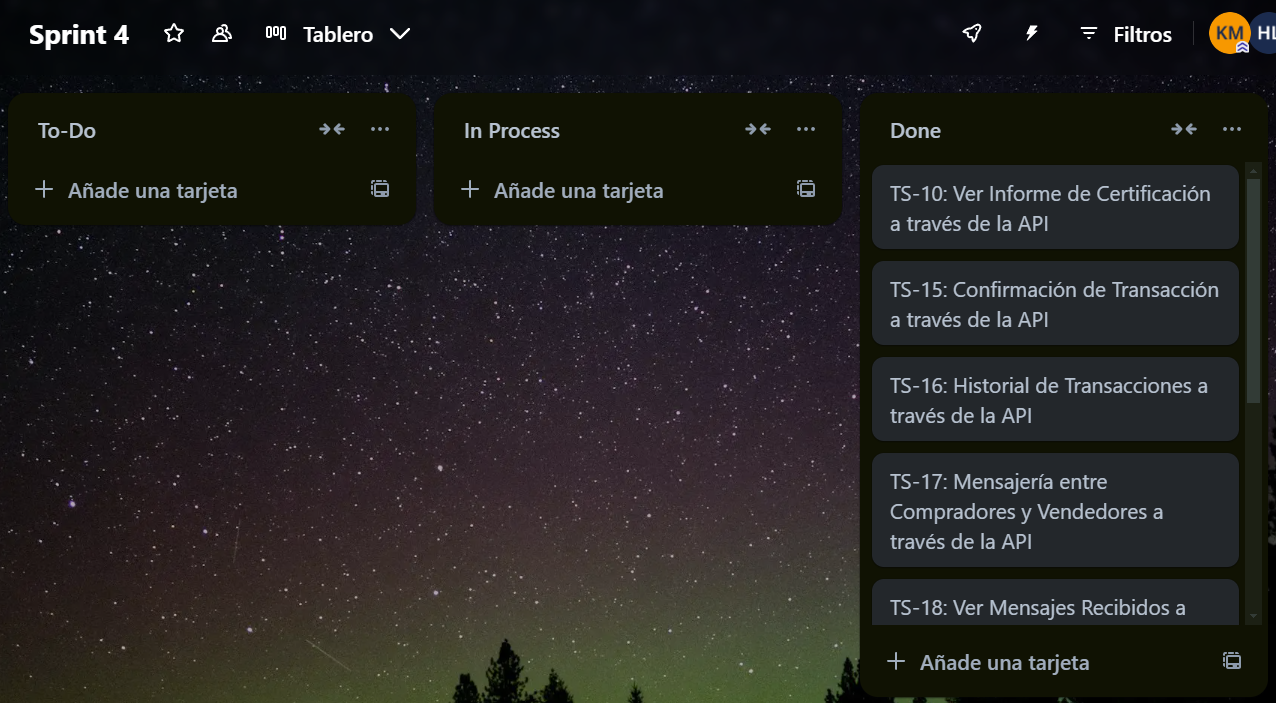 Sprint 4
Tablero
Filtros
KM
HL
To-Do
Añade una tarjeta
In Process
Añade una tarjeta
Done
TS-10: Ver Informe de Certificación
a través de la API
TS-15: Confirmación de Transacción
a través de la API
TS-16: Historial de Transacciones a
través de la API
TS-17: Mensajería entre
Compradores y Vendedores a
través de la API
TS-18: Ver Mensajes Recibidos a
Añade una tarjeta